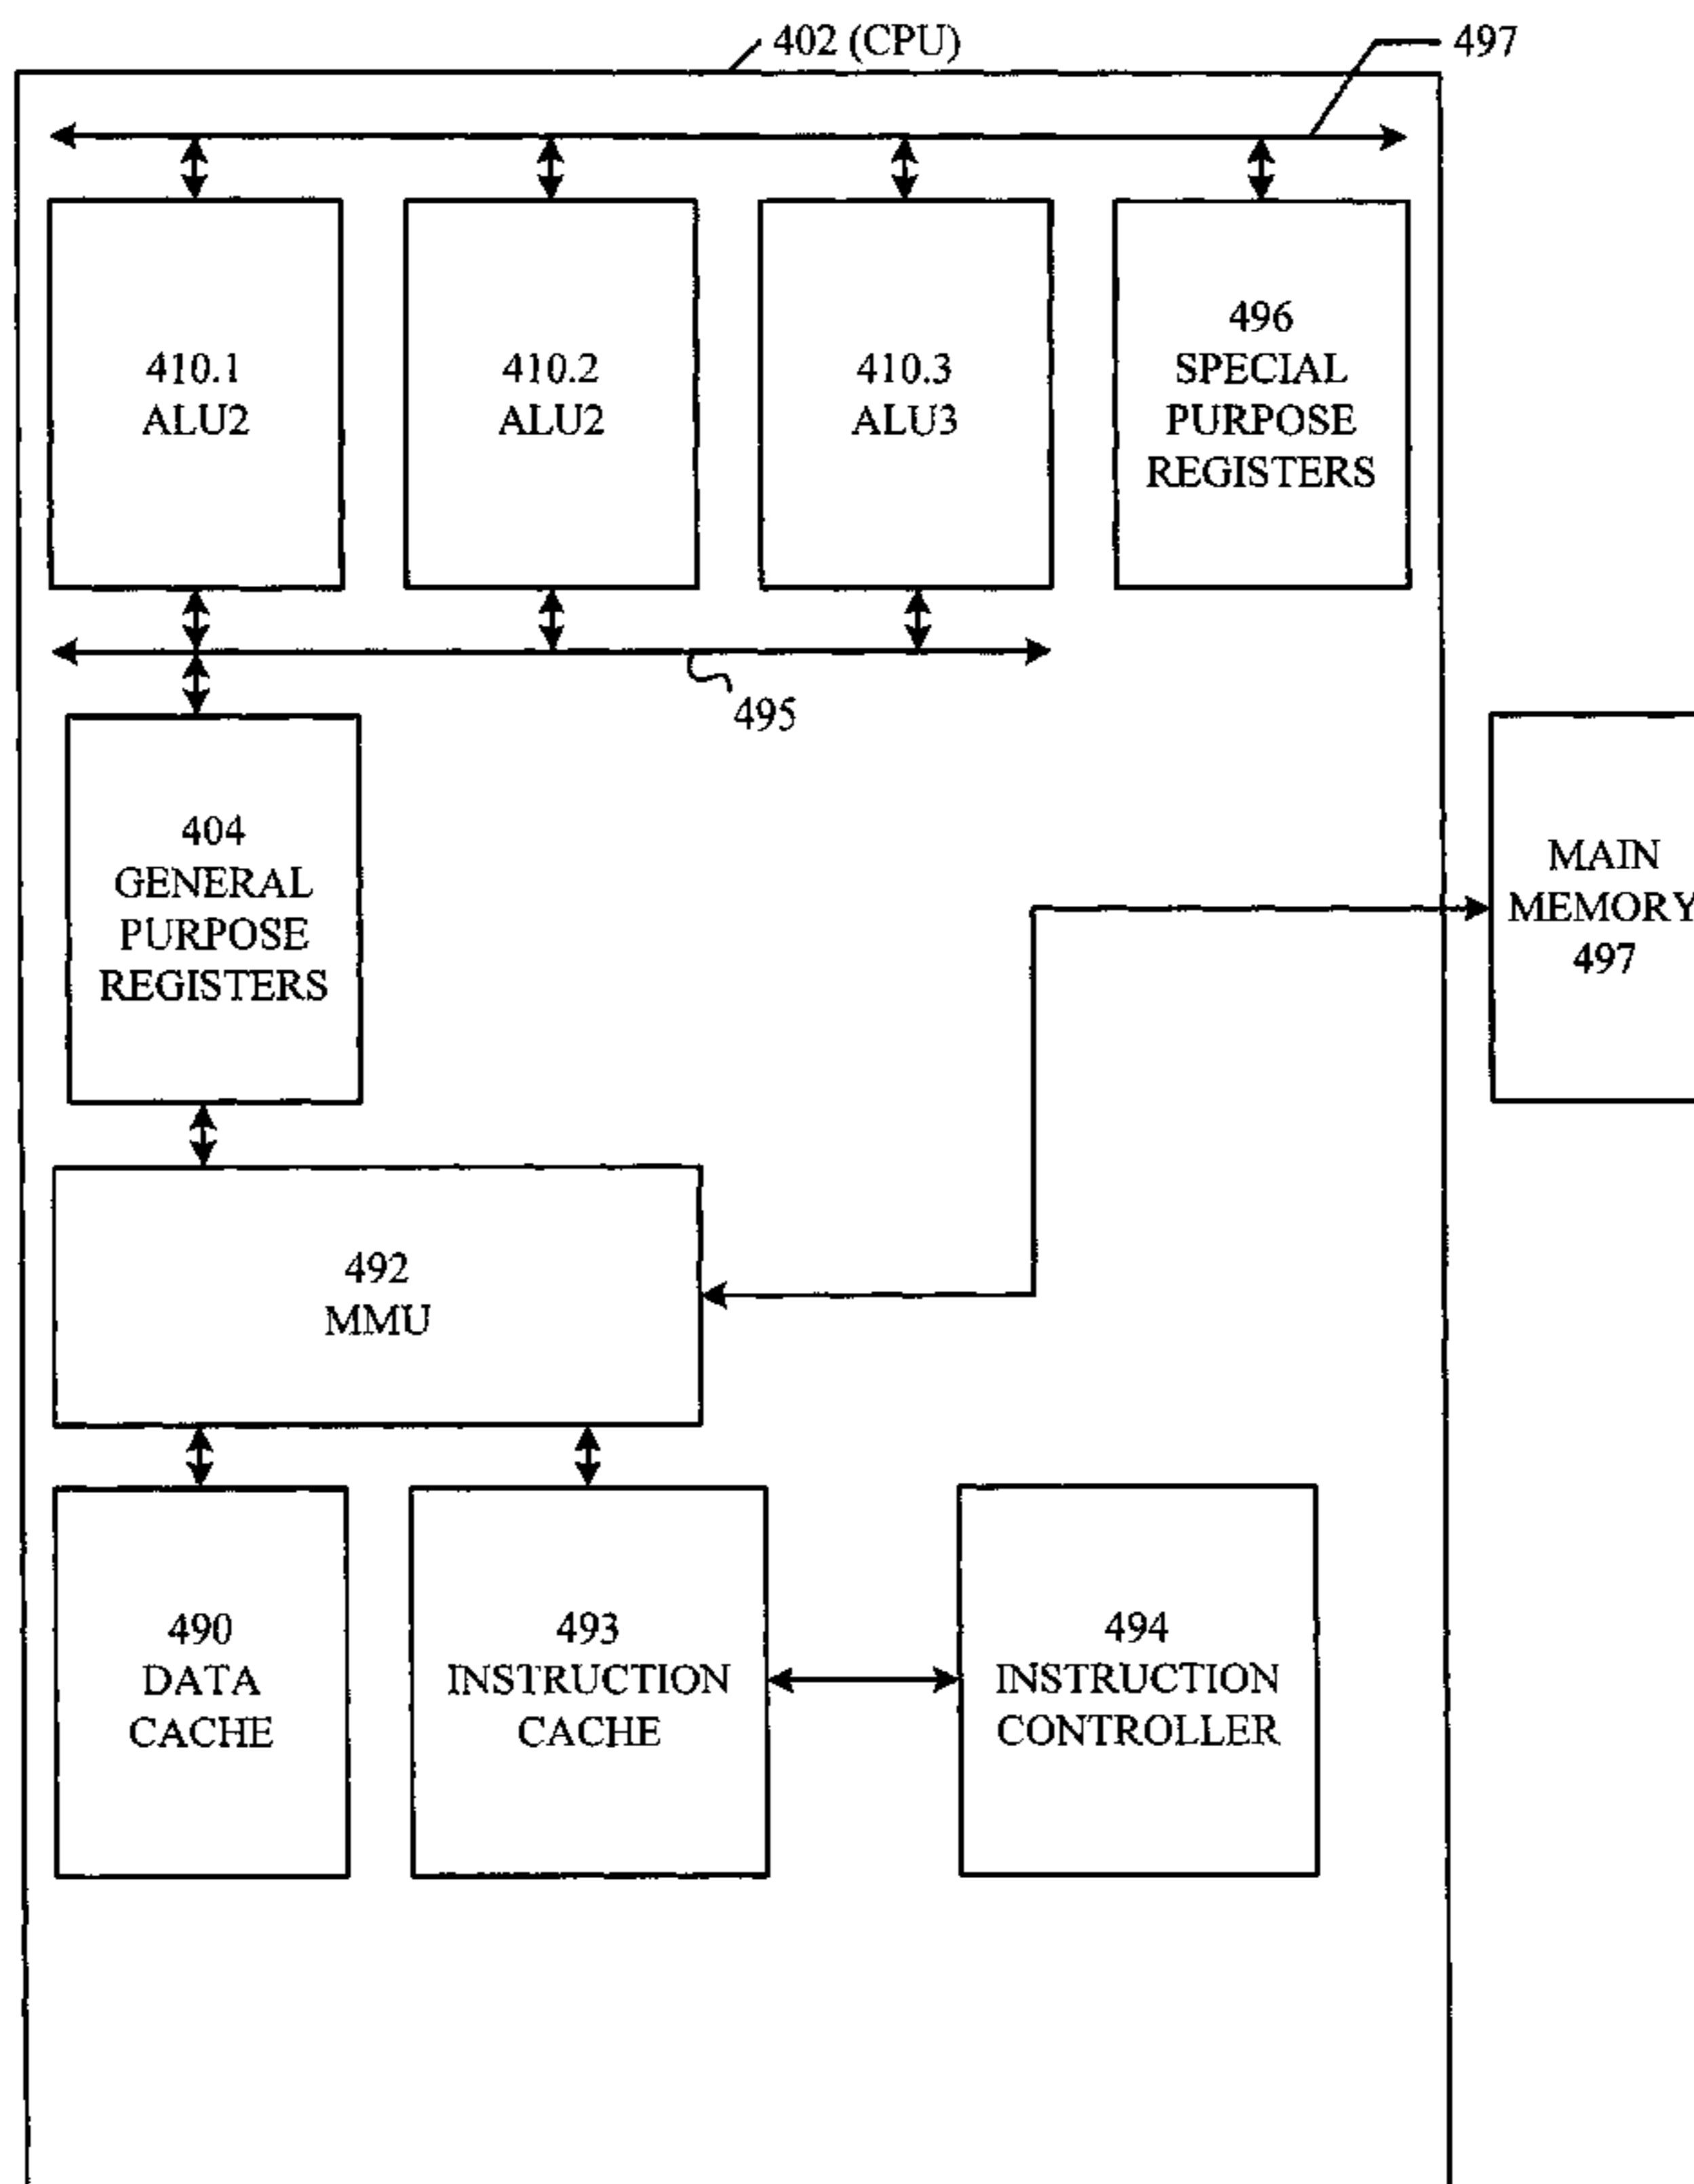 402 (CPU)
497
410.1
ALU2
410.2
ALU2
410.3
ALU3
496
SPECIAL
PURPOSE
REGISTERS
495
404
GENERAL
PURPOSE
REGISTERS
MAIN
MEMORY
497
492
MMU
490
DATA
CACHE
493
INSTRUCTION
CACHE
494
INSTRUCTION
CONTROLLER